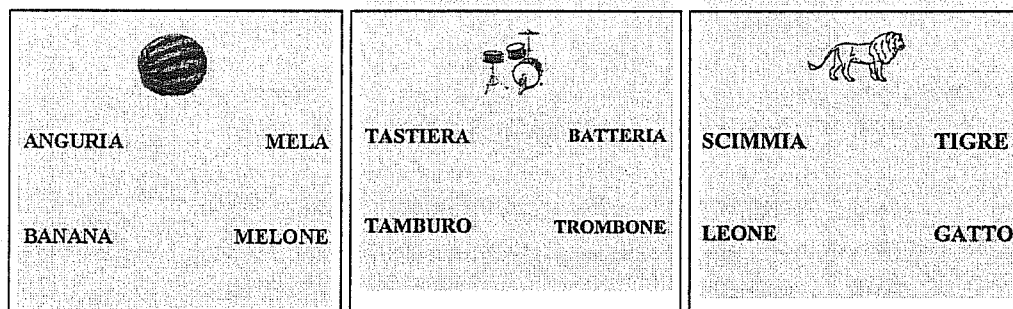 ANGURIA MELA
BANANA MELONE
TASTIERA BATTERIA
TAMBURO TROMBONE
SCIMMIA TIGRE
LEONE GATTO